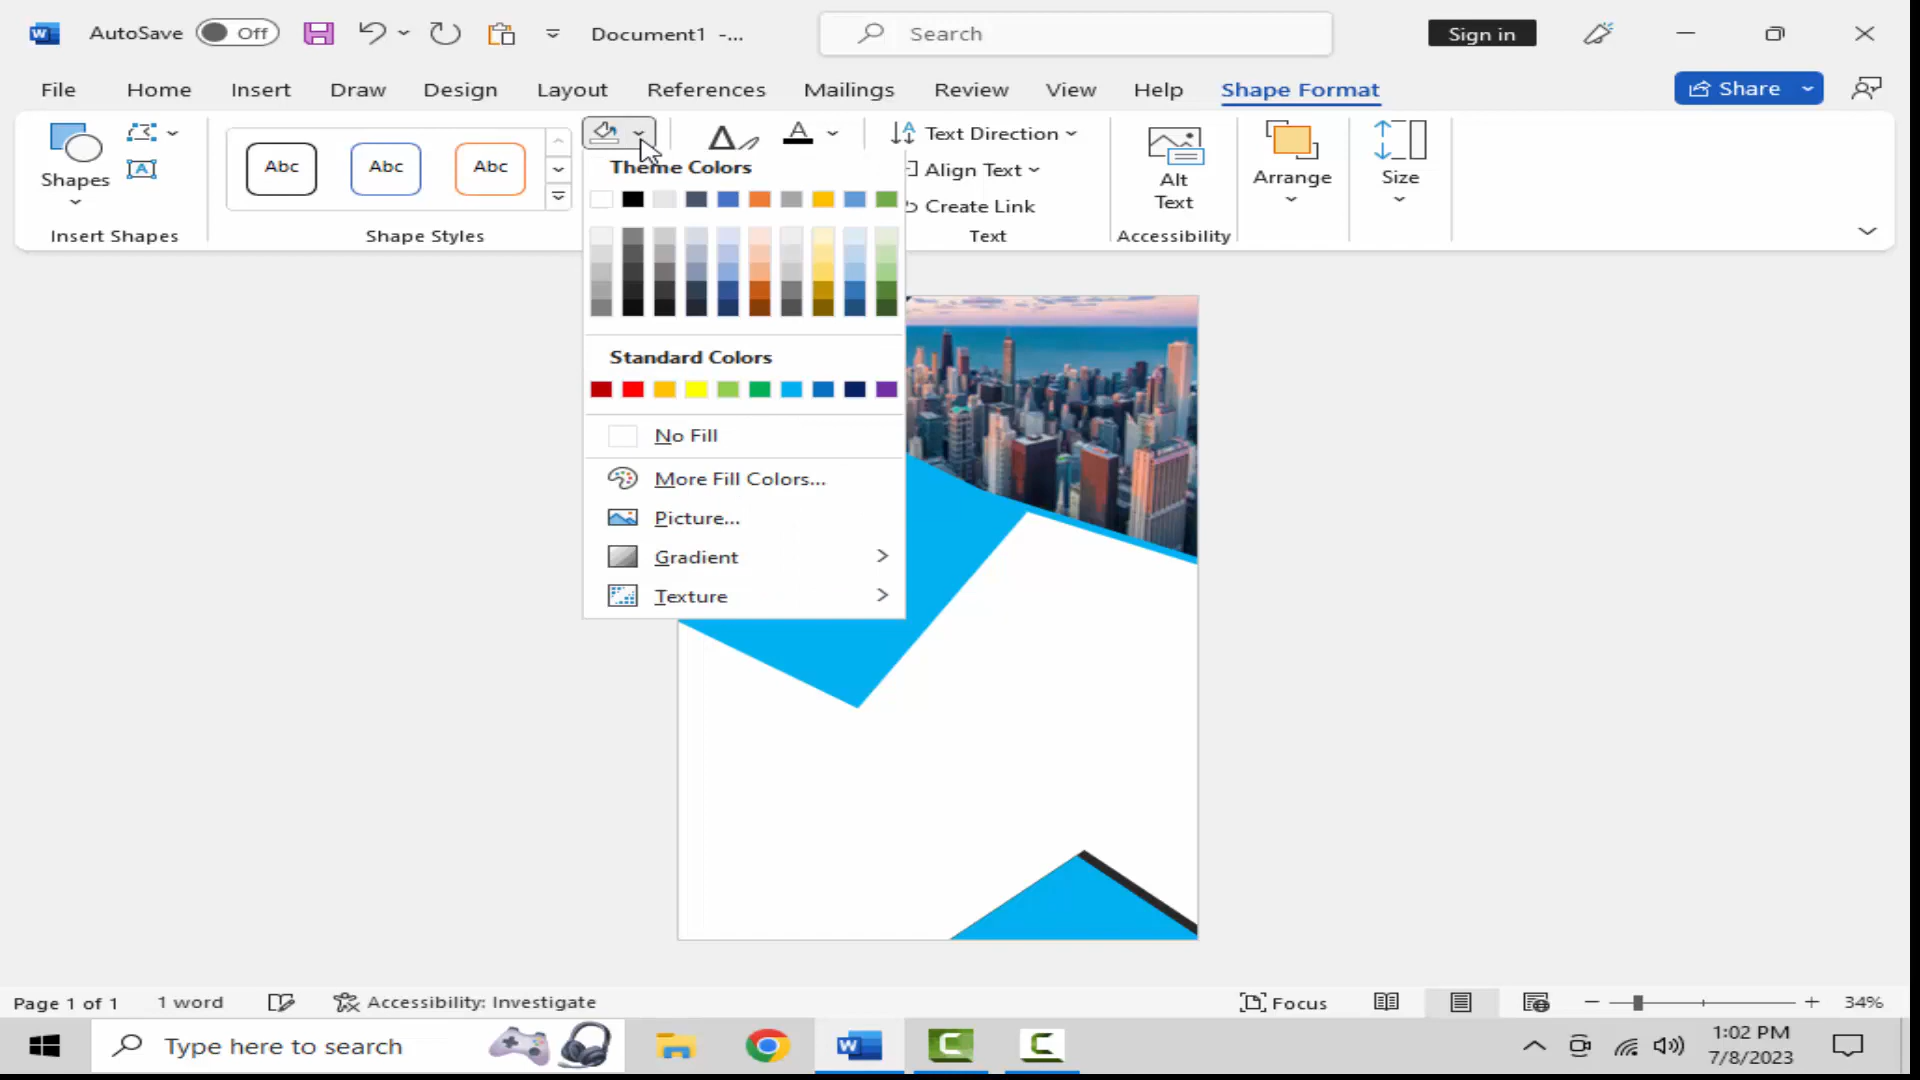 AutoSave Off Document1 -... Search Sign in
File Home Insert Draw Design Layout References Mailings Review View Help Shape Format Share
Shapes
Abc Abc Abc
Text Direction
Align Text
Create Link
Alt
Text
Arrange
Size
Insert Shapes Shape Styles Text Accessibility
Theme Colors
Standard Colors
No Fill
More Fill Colors...
Picture...
Gradient
Texture
Page 1 of 1 1 word Accessibility: Investigate Focus 34%
Type here to search
1:02 PM
7/8/2023